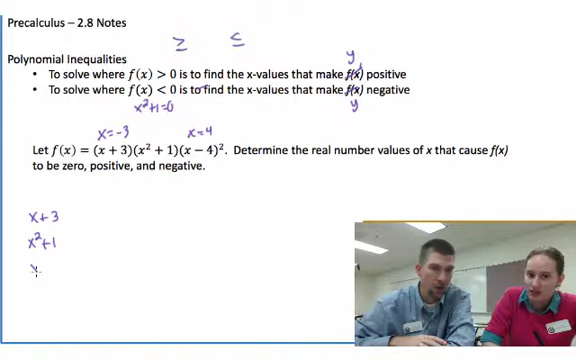 Precalculus – 2.8 Notes
≥ ≤
Polynomial Inequalities
y
• To solve where f(x) > 0 is to find the x-values that make f(x) positive
• To solve where f(x) < 0 is to find the x-values that make f(x) negative
x²+1=0 y
x=-3 x=4
Let f(x) = (x + 3)(x² + 1)(x − 4)². Determine the real number values of x that cause f(x)
to be zero, positive, and negative.
x+3
x²+1